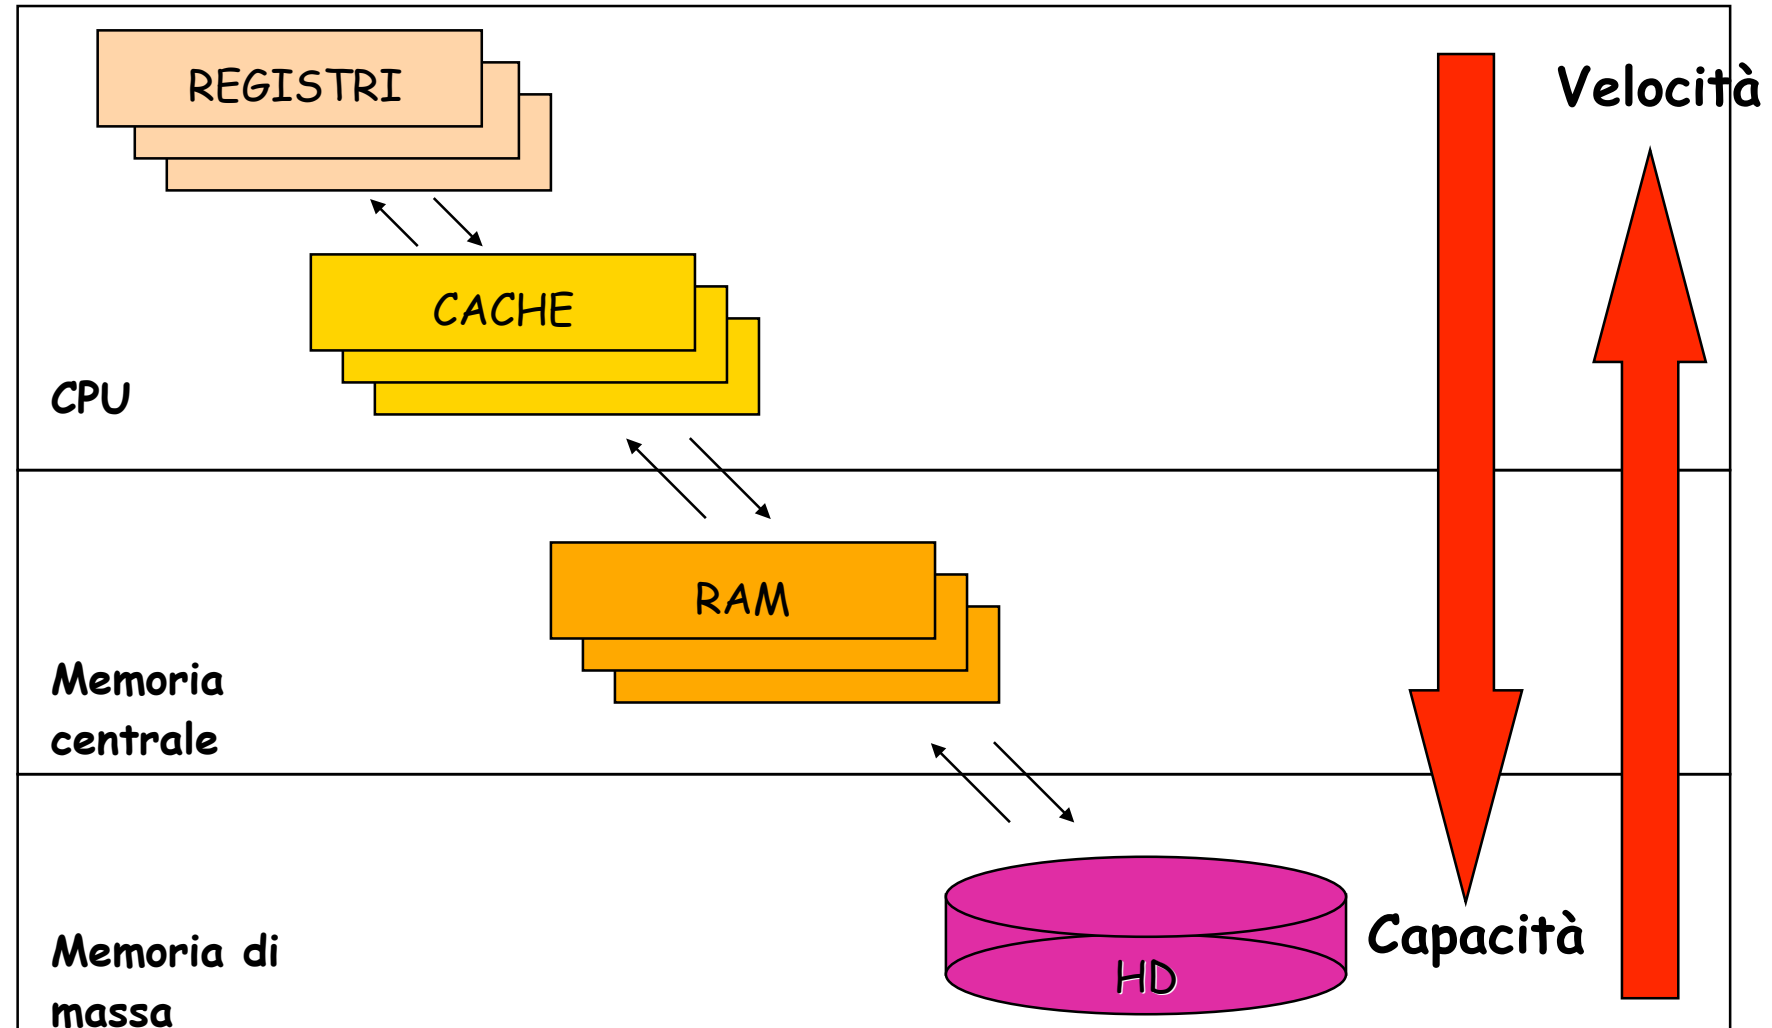 REGISTRI
Velocità
CACHE
CPU
RAM
Memoria
centrale
Capacità
Memoria di
massa
HD